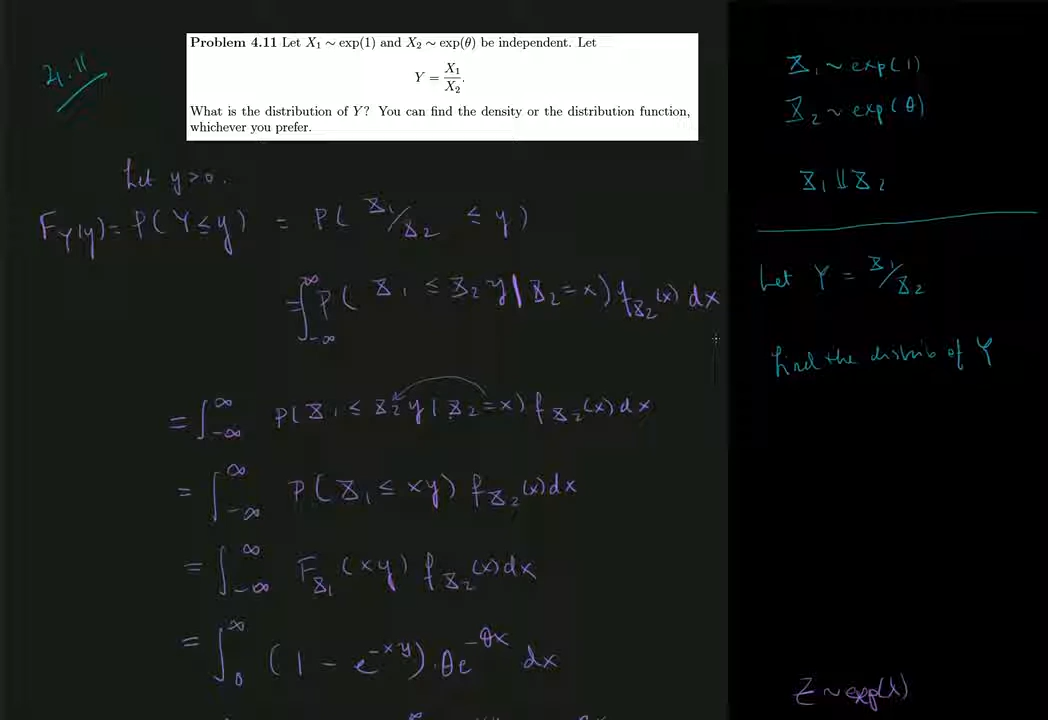 4.11
Problem 4.11 Let X₁ ~ exp(1) and X₂ ~ exp(θ) be independent. Let
Y = X₁/X₂.
What is the distribution of Y? You can find the density or the distribution function,
whichever you prefer.
Let y>0.
F_Y(y) = P(Y ≤ y) = P(X₁/X₂ ≤ y)
= ∫_{-∞}^{∞} P(X₁ ≤ X₂ y | X₂ = x) f_{X₂}(x) dx
= ∫_{-∞}^{∞} P(X₁ ≤ X₂ y | X₂ = x) f_{X₂}(x) dx
= ∫_{-∞}^{∞} P(X₁ ≤ xy) f_{X₂}(x) dx
= ∫_{-∞}^{∞} F_{X₁}(xy) f_{X₂}(x) dx
= ∫_0^{∞} (1 - e^{-xy}) · θe^{-θx} dx
X₁ ~ exp(1)
X₂ ~ exp(θ)
X₁ ⫫ X₂
Let Y = X₁/X₂
find the distrib of Y
Z ~ exp(λ)